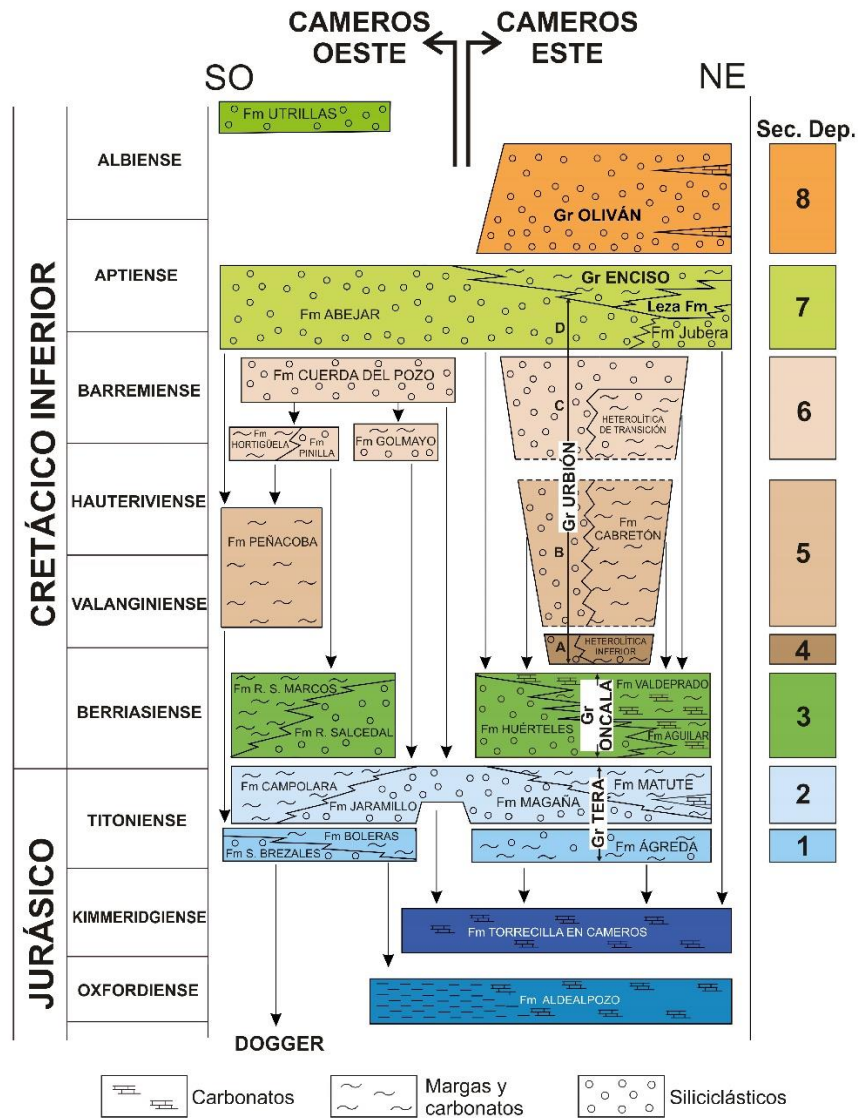 CAMEROS
OESTE
CAMEROS
ESTE
SO
NE
Sec. Dep.
CRETÁCICO INFERIOR
JURÁSICO
ALBIENSE
APTIENSE
BARREMIENSE
HAUTERIVIENSE
VALANGINIENSE
BERRIASIENSE
TITONIENSE
KIMMERIDGIENSE
OXFORDIENSE
Fm UTRILLAS
Gr OLIVÁN
8
Gr ENCISO
Leza Fm
Fm ABEJAR
D
Fm Jubera
7
Fm CUERDA DEL POZO
Fm
HORTIGÜELA
Fm
PINILLA
Fm GOLMAYO
C
HETEROLÍTICA
DE TRANSICIÓN
6
Gr URBIÓN
Fm PEÑACOBA
B
Fm
CABRETÓN
5
A
HETEROLÍTICA
INFERIOR
4
Fm R. S. MARCOS
Fm R. SALCEDAL
Fm HUÉRTELES
Gr
ONCALA
Fm VALDEPRADO
Fm AGUILAR
3
Fm CAMPOLARA
Fm JARAMILLO
Fm MAGAÑA
Gr TERA
Fm MATUTE
2
Fm BOLERAS
Fm S. BREZALES
Fm ÁGREDA
1
Fm TORRECILLA EN CAMEROS
Fm ALDEALPOZO
DOGGER
Carbonatos
Margas y
carbonatos
Siliciclásticos